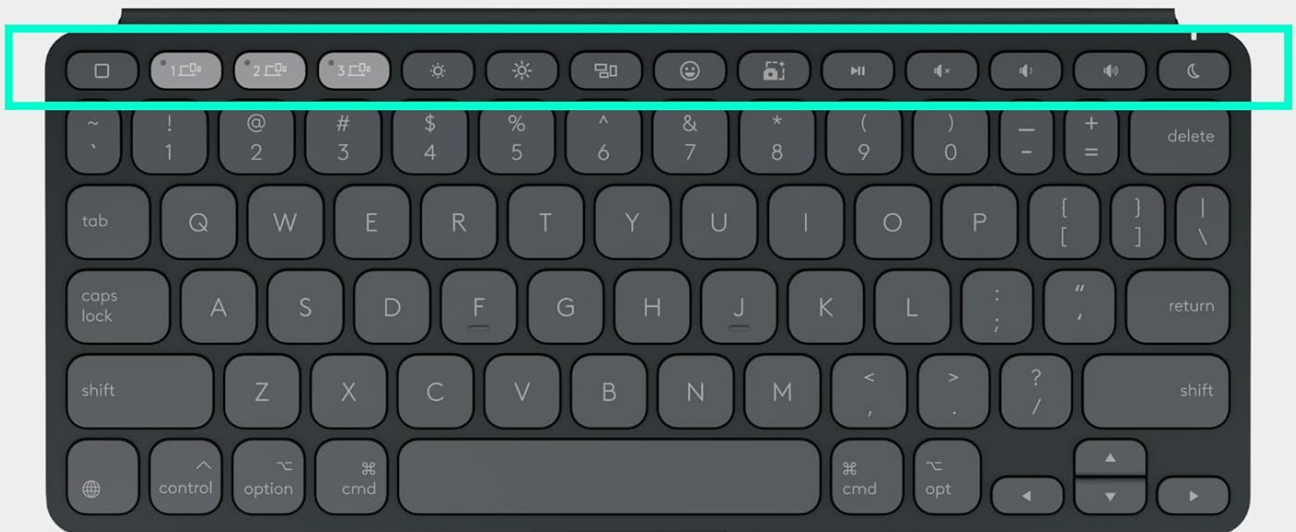 1 2 3
~ ! @ # $ % ^ & * ( ) — +
` 1 2 3 4 5 6 7 8 9 0 - = delete
tab Q W E R T Y U I O P { } |
[ ] \
caps lock A S D F G H J K L : “ return
; ‘
shift Z X C V B N M < > ? shift
, . /
control option cmd cmd opt